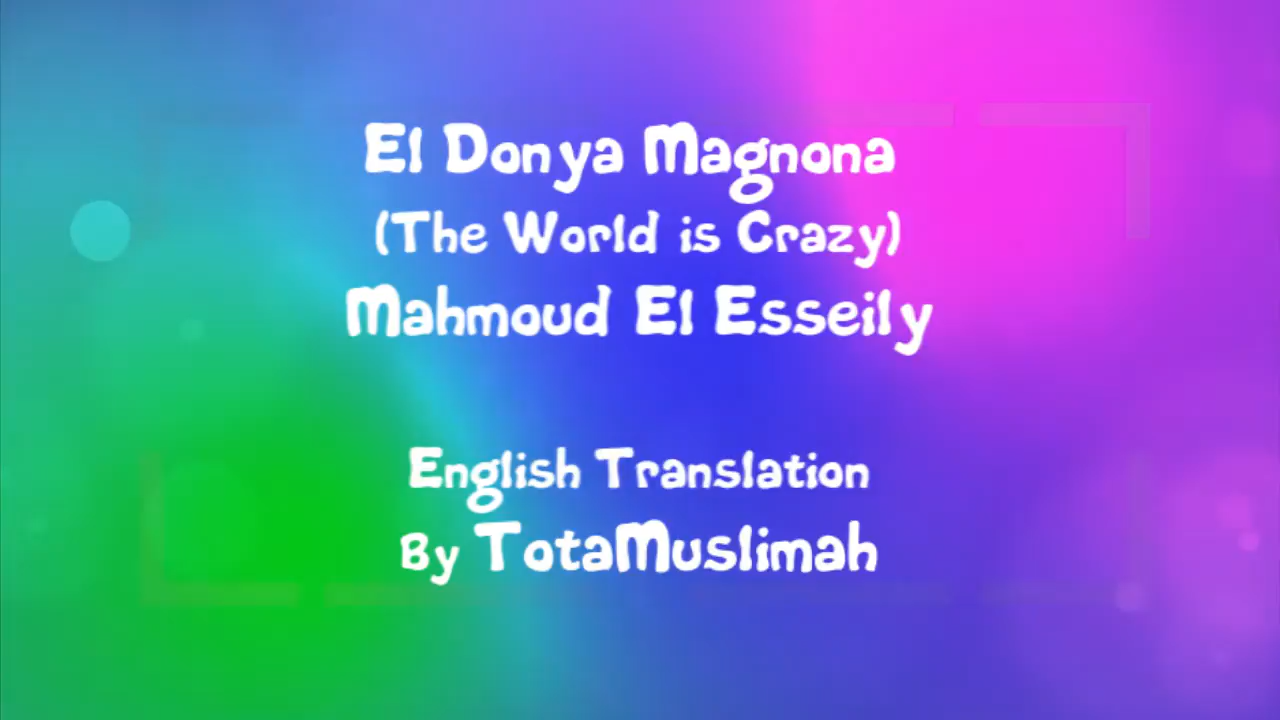 El Donya Magnona
(The World is Crazy)
Mahmoud El Esseily
English Translation
By TotaMuslimah